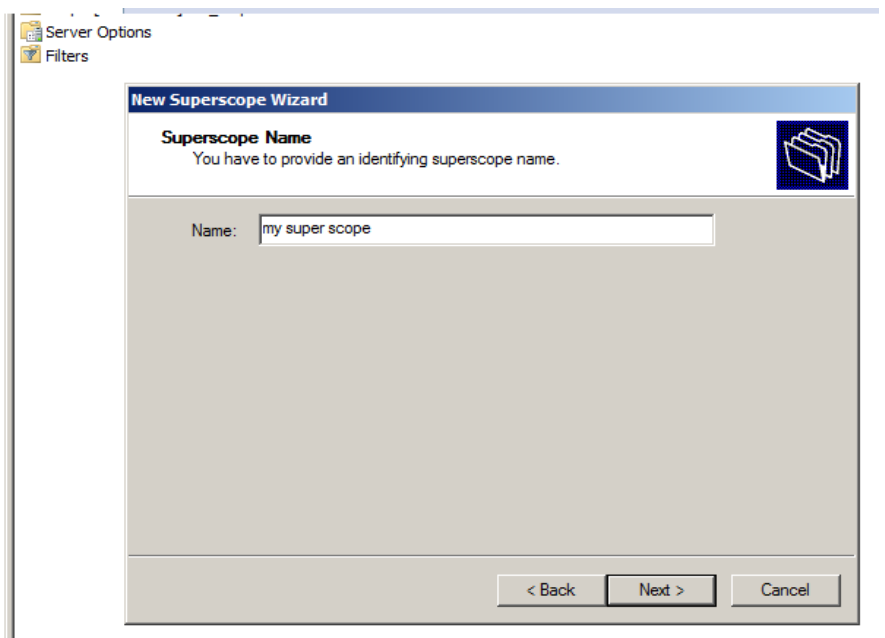 Server Options
Filters
New Superscope Wizard
Superscope Name
You have to provide an identifying superscope name.
Name: my super scope
< Back Next > Cancel